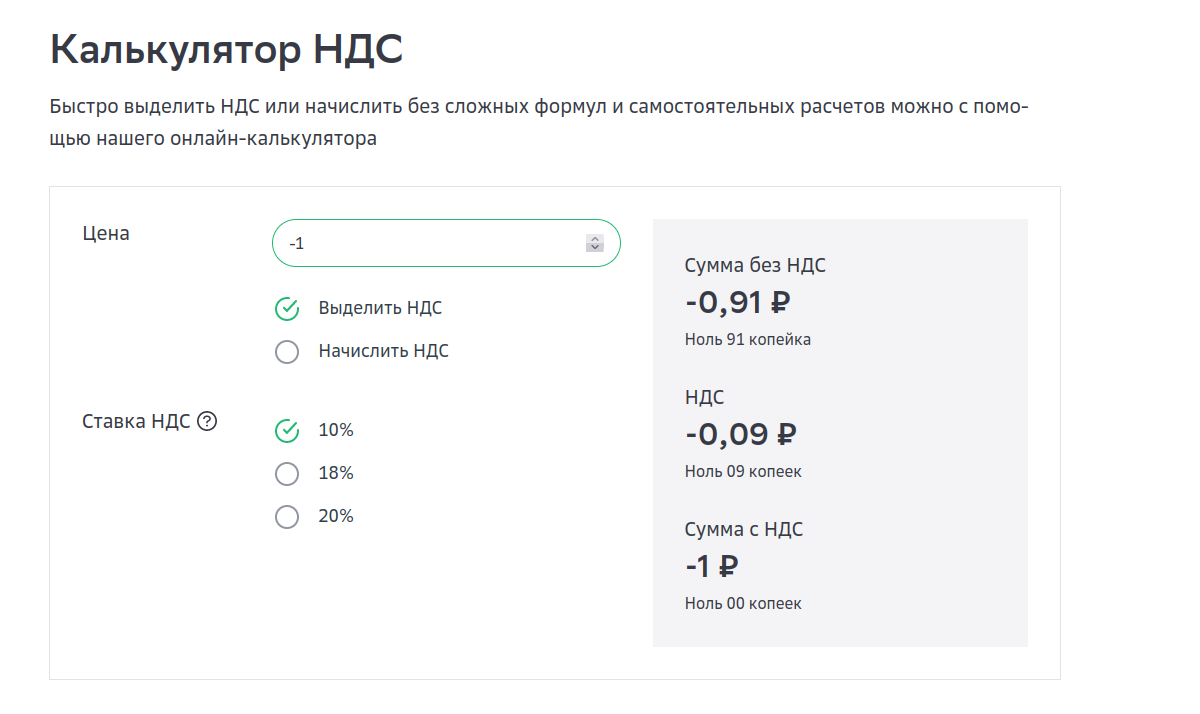 Калькулятор НДС
Быстро выделить НДС или начислить без сложных формул и самостоятельных расчетов можно с помо-
щью нашего онлайн-калькулятора
Цена
-1
Выделить НДС
Начислить НДС
Ставка НДС ?
10%
18%
20%
Сумма без НДС
-0,91 ₽
Ноль 91 копейка
НДС
-0,09 ₽
Ноль 09 копеек
Сумма с НДС
-1 ₽
Ноль 00 копеек